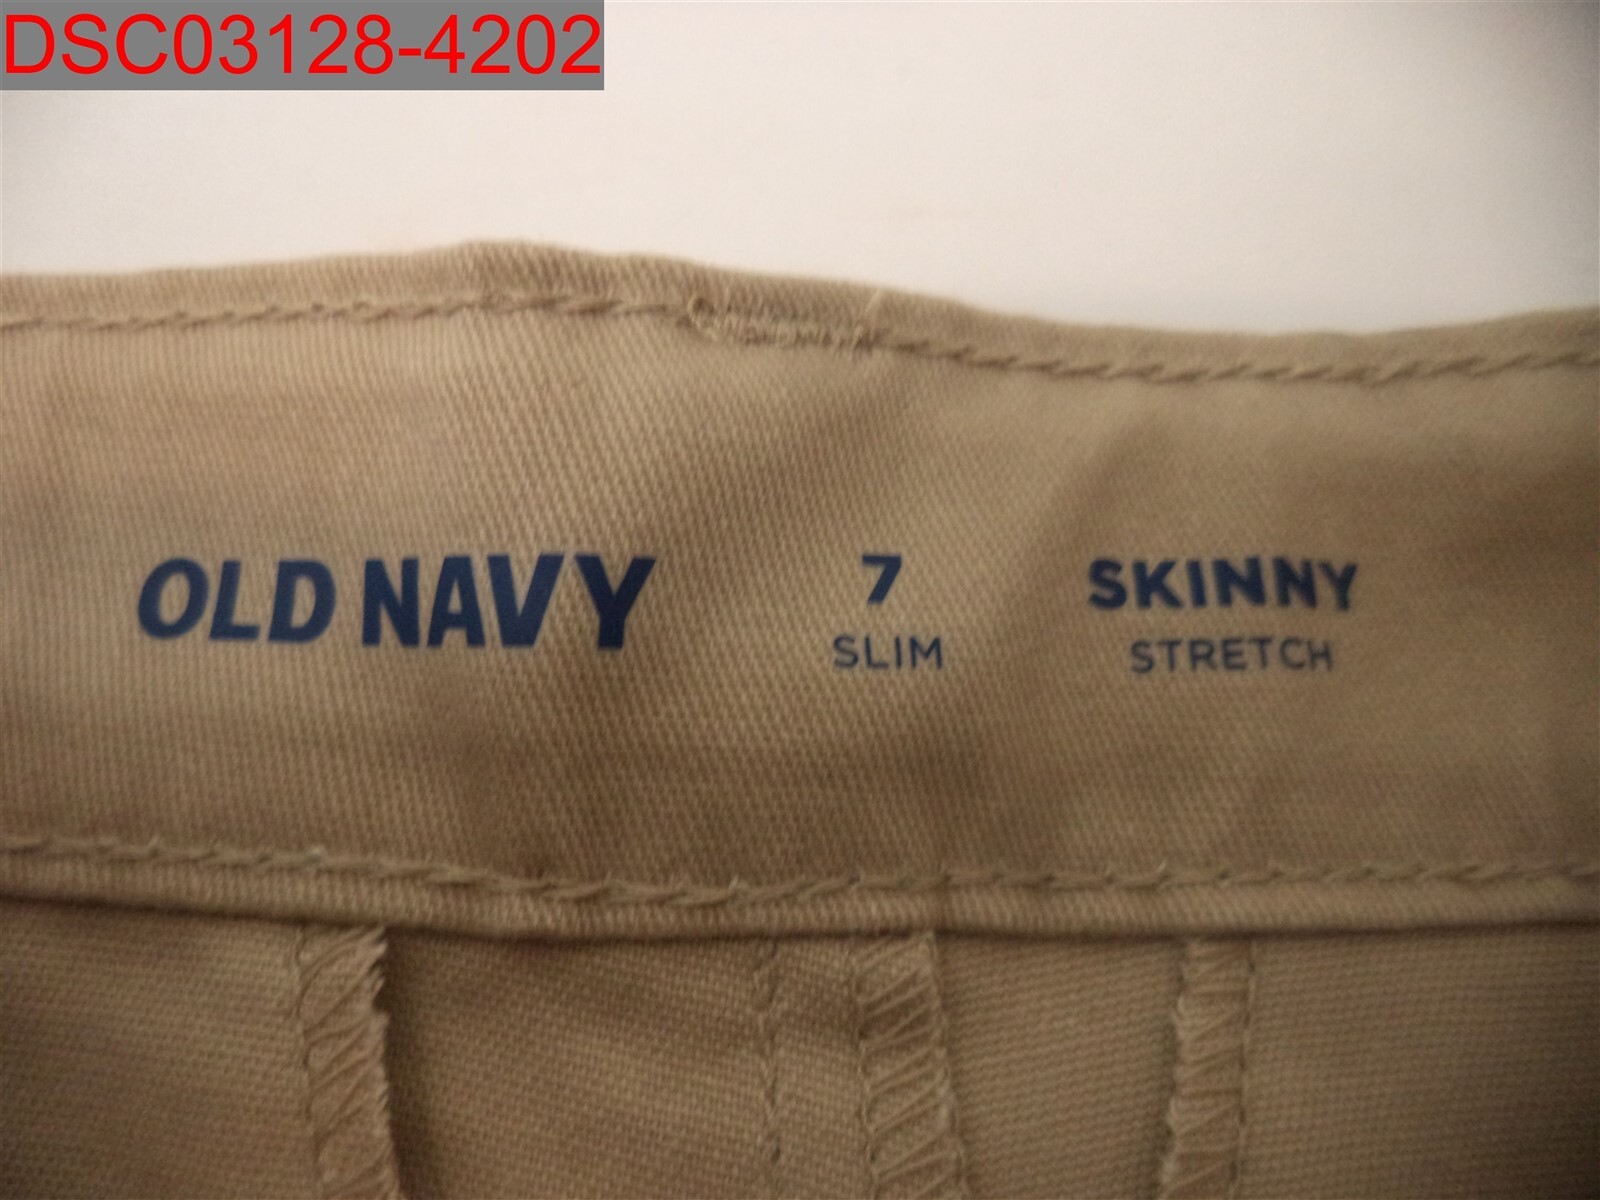 DSC03128-4202
OLD NAVY
7
SLIM
SKINNY
STRETCH